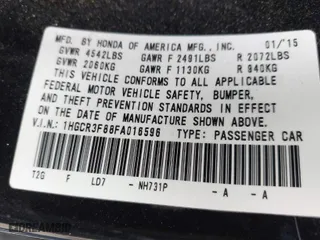 MFD. BY HONDA OF AMERICA MFG., INC. 01/15
GVWR 4542LBS GAWR F 2491LBS R 2072LBS
GVWR 2060KG GAWR F 1130KG R 940KG
THIS VEHICLE CONFORMS TO ALL APPLICABLE
FEDERAL MOTOR VEHICLE SAFETY, BUMPER,
AND THEFT PREVENTION STANDARDS IN EFFECT
ON THE DATE OF MANUFACTURE SHOWN ABOVE.
V.I.N.: 1HGCR3F88FA018596 TYPE: PASSENGER CAR
T2G F LD7 - NH731P - A - A